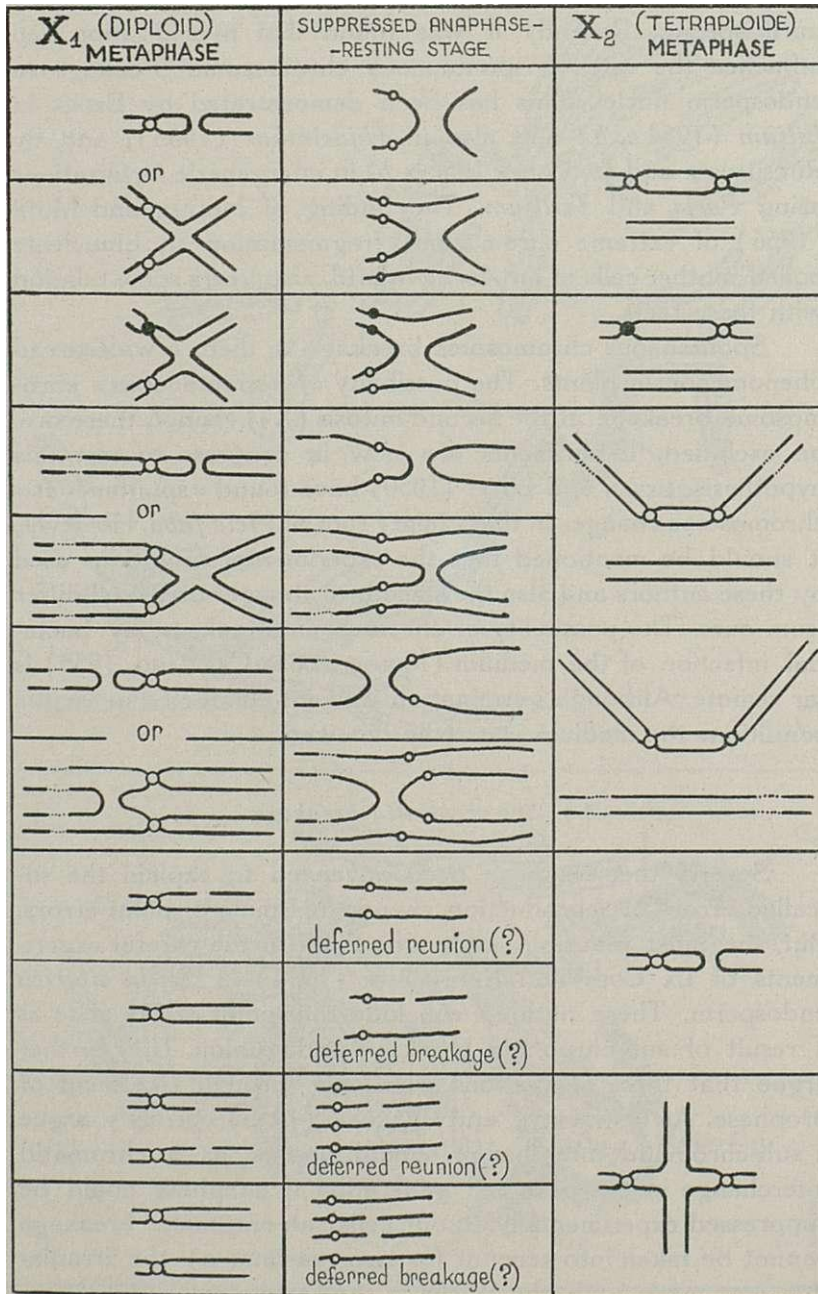 X1 (DIPLOID) METAPHASE
SUPPRESSED ANAPHASE-
-RESTING STAGE
X2 (TETRAPLOIDE) METAPHASE
or
or
or
deferred reunion (?)
deferred breakage (?)
deferred reunion (?)
deferred breakage (?)